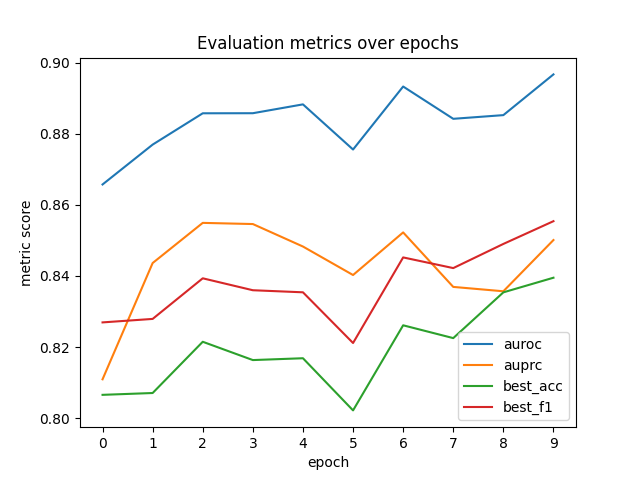 Evaluation metrics over epochs
metric score
0.90
0.88
0.86
0.84
0.82
0.80
0 1 2 3 4 5 6 7 8 9
epoch
auroc
auprc
best_acc
best_f1